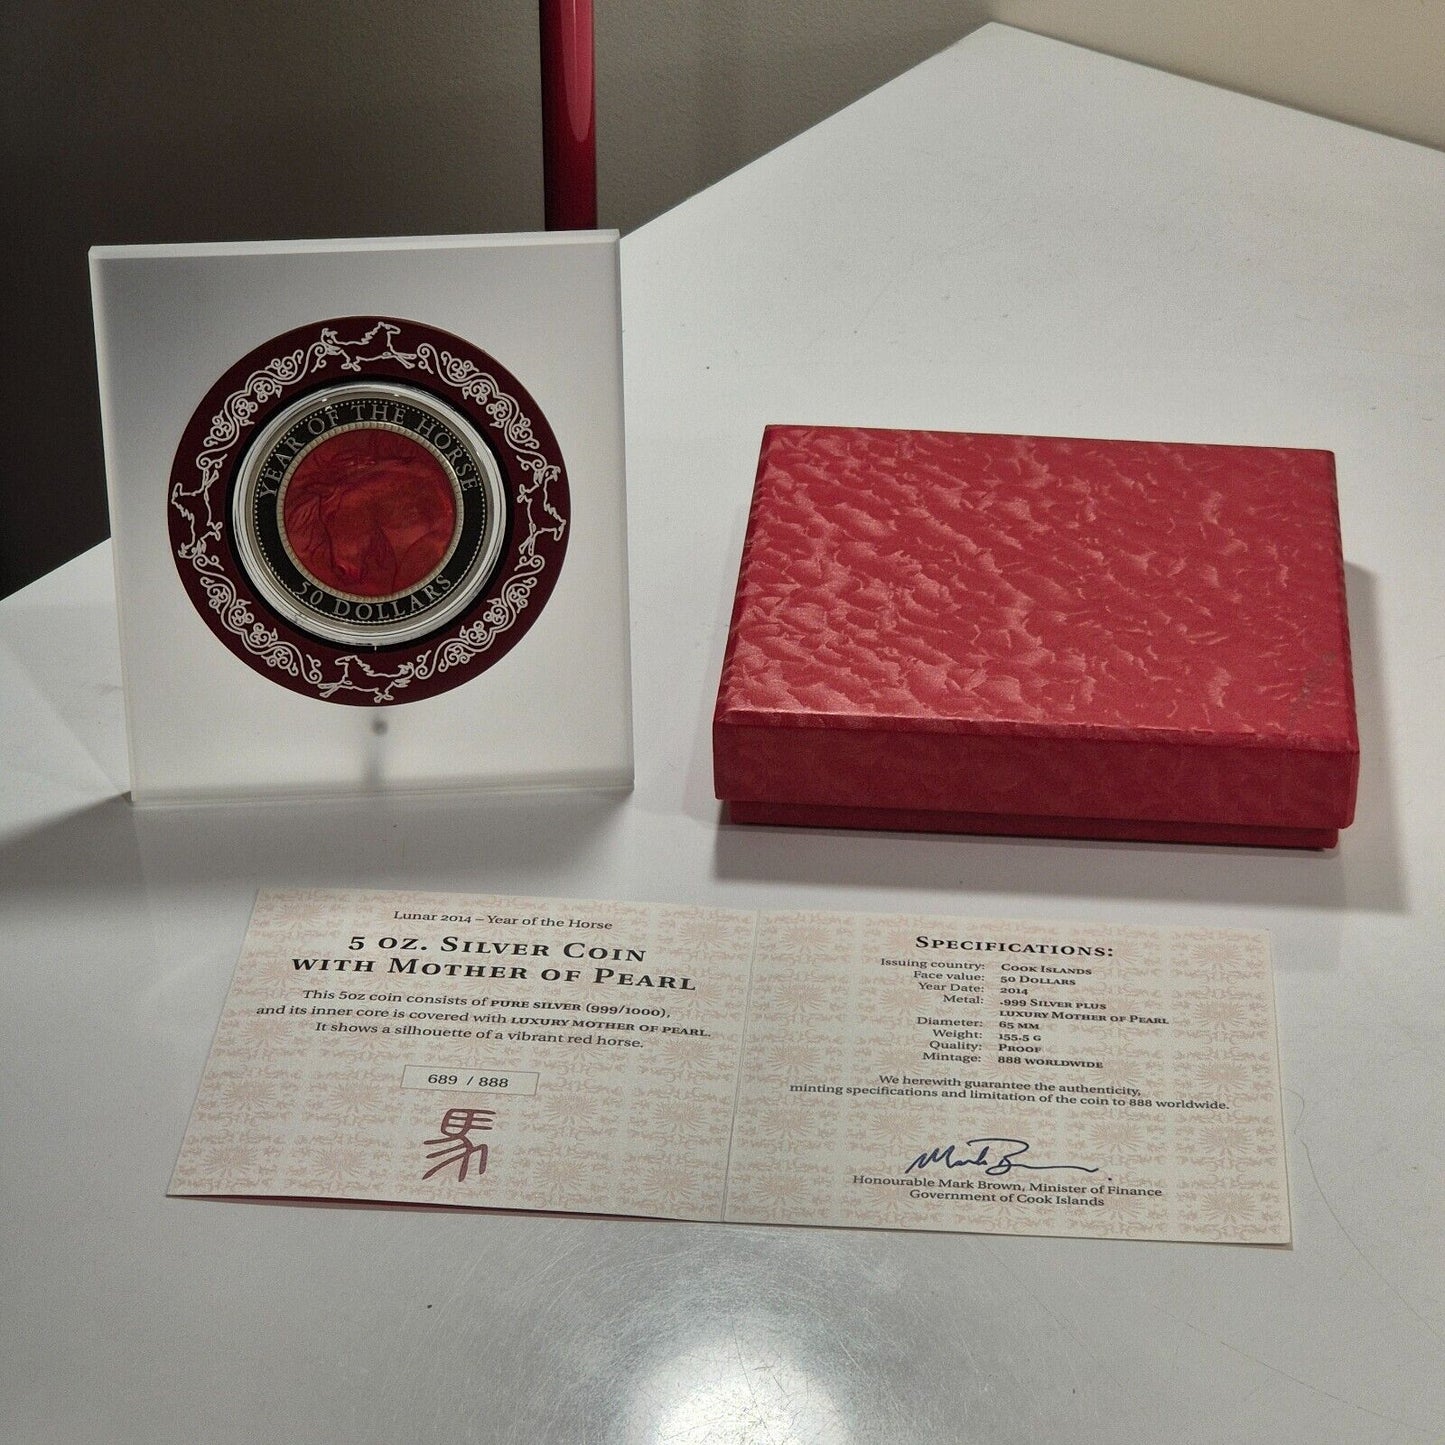 YEAR OF THE HORSE
50 DOLLARS
Lunar 2014 – Year of the Horse
5 oz. Silver Coin
with Mother of Pearl
This 5oz coin consists of pure silver (999/1000),
and its inner core is covered with luxury mother of pearl.
It shows a silhouette of a vibrant red horse.
689 / 888
馬
Specifications:
Issuing country: Cook Islands
Face value: 50 Dollars
Year Date: 2014
Metal: .999 Silver plus
luxury Mother of Pearl
Diameter: 65 mm
Weight: 155.5 g
Quality: Proof
Mintage: 888 worldwide
We herewith guarantee the authenticity,
minting specifications and limitation of the coin to 888 worldwide.
Mark B
Honourable Mark Brown, Minister of Finance
Government of Cook Islands